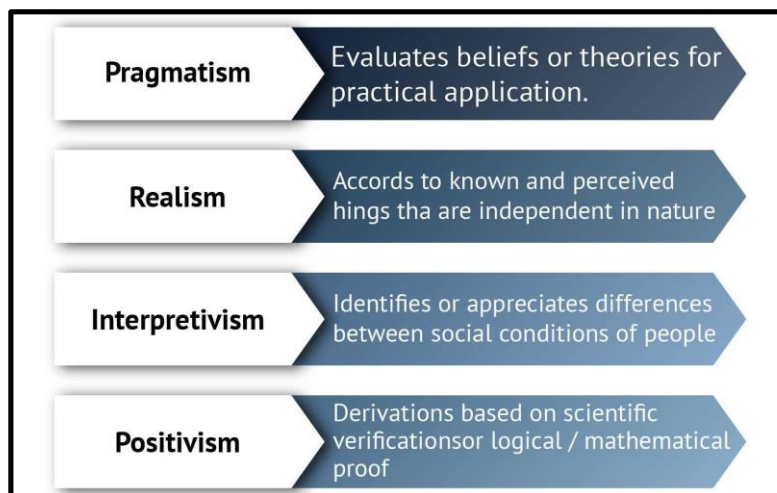 Pragmatism
Evaluates beliefs or theories for
practical application.
Realism
Accords to known and perceived
hings tha are independent in nature
Interpretivism
Identifies or appreciates differences
between social conditions of people
Positivism
Derivations based on scientific
verificationsor logical / mathematical
proof